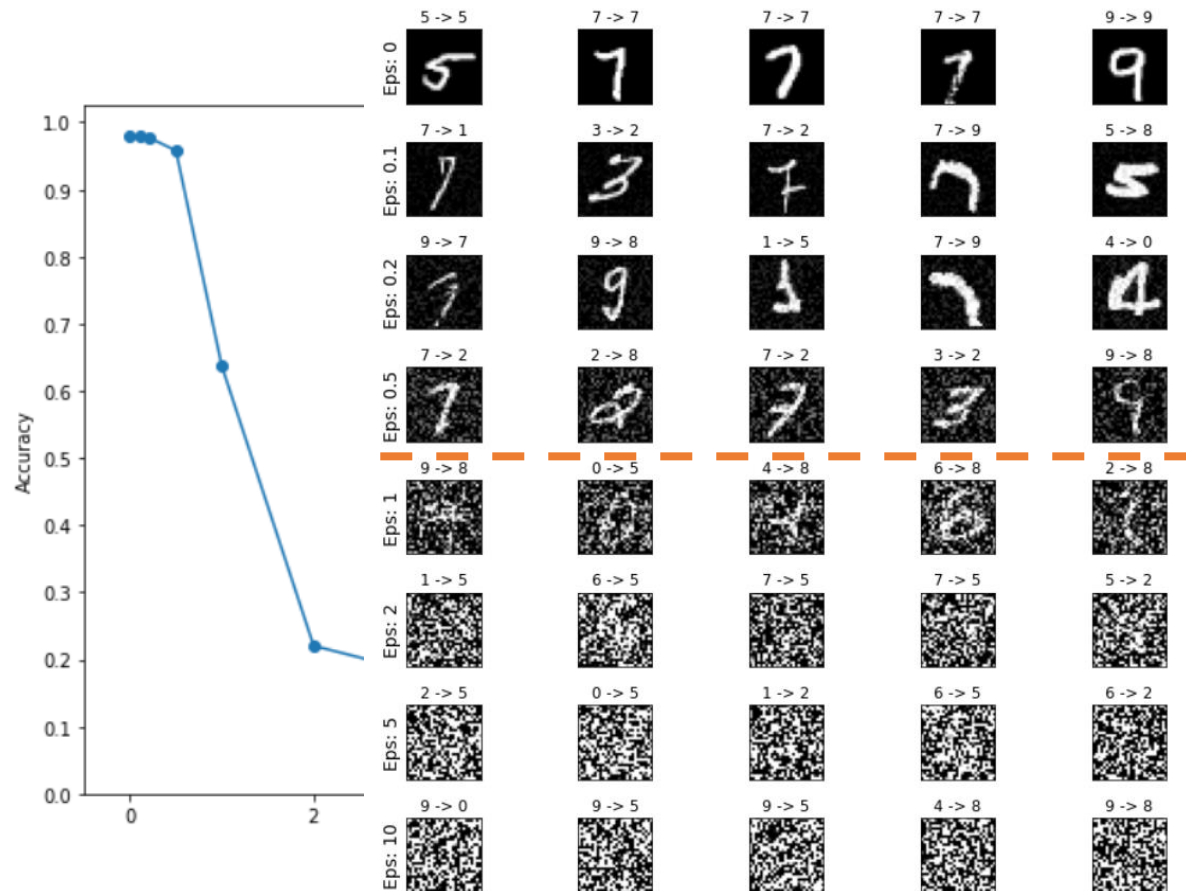 1.0
0.9
0.8
0.7
0.6
0.5
0.4
0.3
0.2
0.1
0.0
Accuracy
0 2
Eps: 0
5 -> 5 7 -> 7 7 -> 7 7 -> 7 9 -> 9
Eps: 0.1
7 -> 1 3 -> 2 7 -> 2 7 -> 9 5 -> 8
Eps: 0.2
9 -> 7 9 -> 8 1 -> 5 7 -> 9 4 -> 0
Eps: 0.5
7 -> 2 2 -> 8 7 -> 2 3 -> 2 9 -> 8
Eps: 1
9 -> 8 0 -> 5 4 -> 8 6 -> 8 2 -> 8
Eps: 2
1 -> 5 6 -> 5 7 -> 5 7 -> 5 5 -> 2
Eps: 5
2 -> 5 0 -> 5 1 -> 2 6 -> 5 6 -> 2
Eps: 10
9 -> 0 9 -> 5 9 -> 5 4 -> 8 9 -> 8